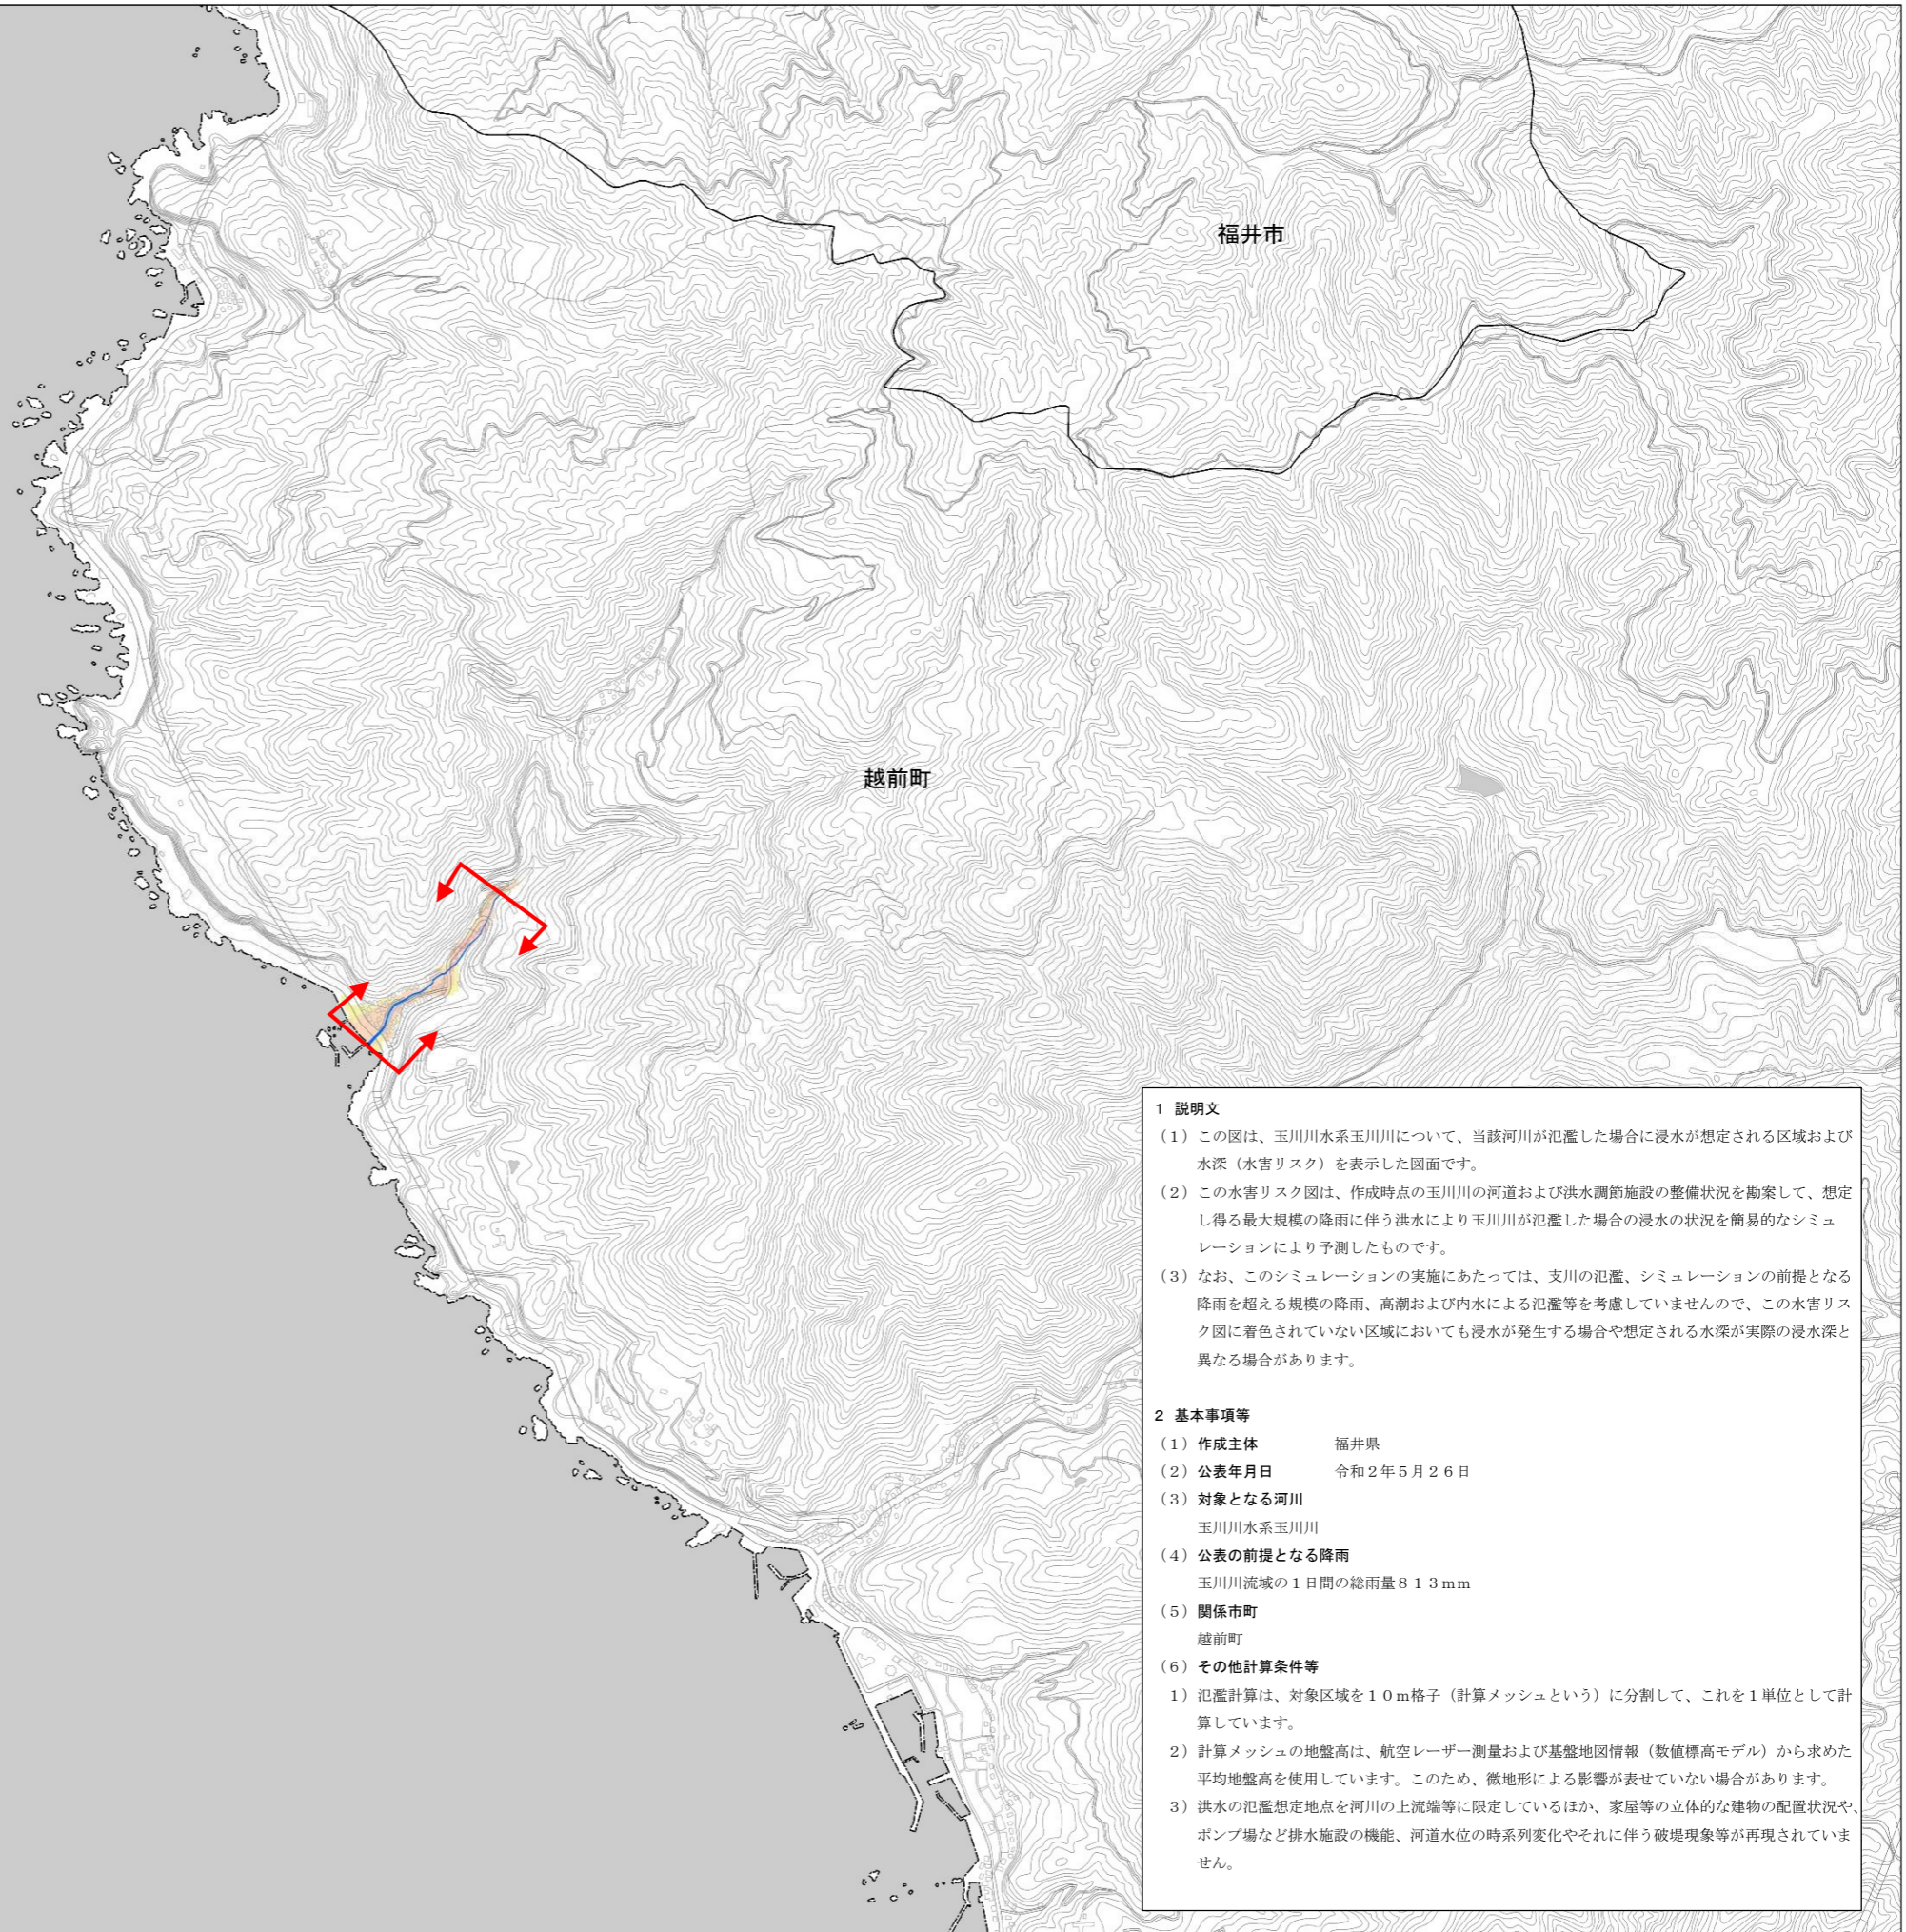 福井市
越前町
1 説明文
（１）この図は、玉川川水系玉川川について、当該河川が氾濫した場合に浸水が想定される区域および
水深（水害リスク）を表示した図面です。
（２）この水害リスク図は、作成時点の玉川川の河道および洪水調節施設の整備状況を勘案して、想定
し得る最大規模の降雨に伴う洪水により玉川川が氾濫した場合の浸水の状況を簡易的なシミュ
レーションにより予測したものです。
（３）なお、このシミュレーションの実施にあたっては、支川の氾濫、シミュレーションの前提となる
降雨を超える規模の降雨、高潮および内水による氾濫等を考慮していませんので、この水害リス
ク図に着色されていない区域においても浸水が発生する場合や想定される水深が実際の浸水深と
異なる場合があります。
2 基本事項等
（１）作成主体 福井県
（２）公表年月日 令和２年５月２６日
（３）対象となる河川
玉川川水系玉川川
（４）公表の前提となる降雨
玉川川流域の１日間の総雨量８１３mm
（５）関係市町
越前町
（６）その他計算条件等
１）氾濫計算は、対象区域を１０ｍ格子（計算メッシュという）に分割して、これを１単位として計
算しています。
２）計算メッシュの地盤高は、航空レーザー測量および基盤地図情報（数値標高モデル）から求めた
平均地盤高を使用しています。このため、微地形による影響が表せていない場合があります。
３）洪水の氾濫想定地点を河川の上流端等に限定しているほか、家屋等の立体的な建物の配置状況や、
ポンプ場など排水施設の機能、河道水位の時系列変化やそれに伴う破堤現象等が再現されていま
せん。